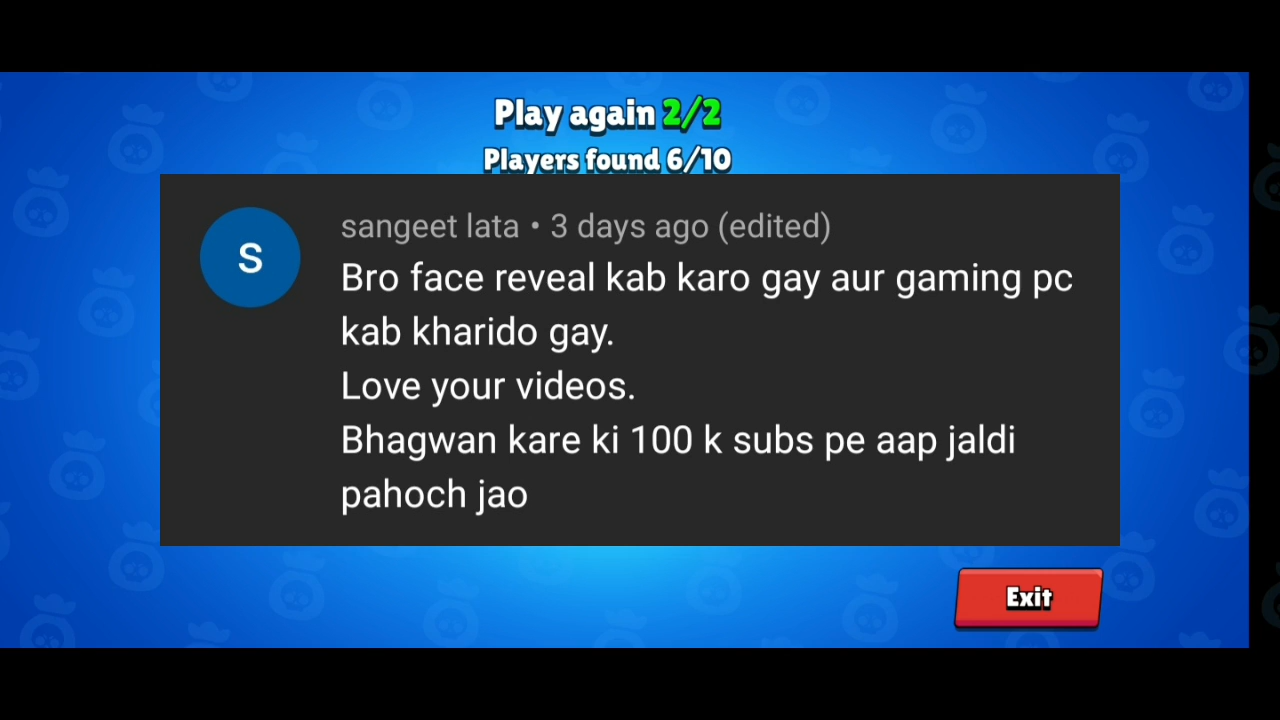 Play again 2/2
Players found 6/10
S
sangeet lata • 3 days ago (edited)
Bro face reveal kab karo gay aur gaming pc
kab kharido gay.
Love your videos.
Bhagwan kare ki 100 k subs pe aap jaldi
pahoch jao
Exit